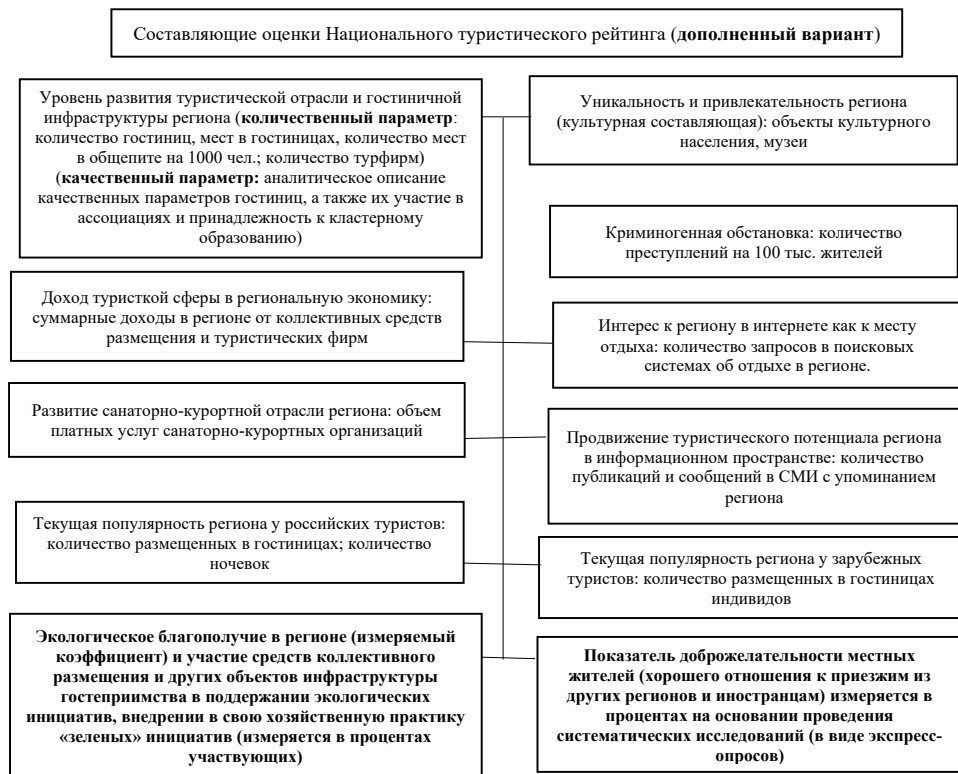 Составляющие оценки Национального туристического рейтинга (дополненный вариант)
Уровень развития туристической отрасли и гостиничной
инфраструктуры региона (количественный параметр:
количество гостиниц, мест в гостиницах, количество мест
в общепите на 1000 чел.; количество турфирм)
(качественный параметр: аналитическое описание
качественных параметров гостиниц, а также их участие в
ассоциациях и принадлежность к кластерному
образованию)
Уникальность и привлекательность региона
(культурная составляющая): объекты культурного
населения, музеи
Криминогенная обстановка: количество
преступлений на 100 тыс. жителей
Доход туристкой сферы в региональную экономику:
суммарные доходы в регионе от коллективных средств
размещения и туристических фирм
Интерес к региону в интернете как к месту
отдыха: количество запросов в поисковых
системах об отдыхе в регионе.
Развитие санаторно-курортной отрасли региона: объем
платных услуг санаторно-курортных организаций
Продвижение туристического потенциала региона
в информационном пространстве: количество
публикаций и сообщений в СМИ с упоминанием
региона
Текущая популярность региона у российских туристов:
количество размещенных в гостиницах; количество
ночевок
Текущая популярность региона у зарубежных
туристов: количество размещенных в гостиницах
индивидов
Экологическое благополучие в регионе (измеряемый
коэффициент) и участие средств коллективного
размещения и других объектов инфраструктуры
гостеприимства в поддержании экологических
инициатив, внедрении в свою хозяйственную практику
«зеленых» инициатив (измеряется в процентах
участвующих)
Показатель доброжелательности местных
жителей (хорошего отношения к приезжим из
других регионов и иностранцам) измеряется в
процентах на основании проведения
систематических исследований (в виде экспресс-
опросов)